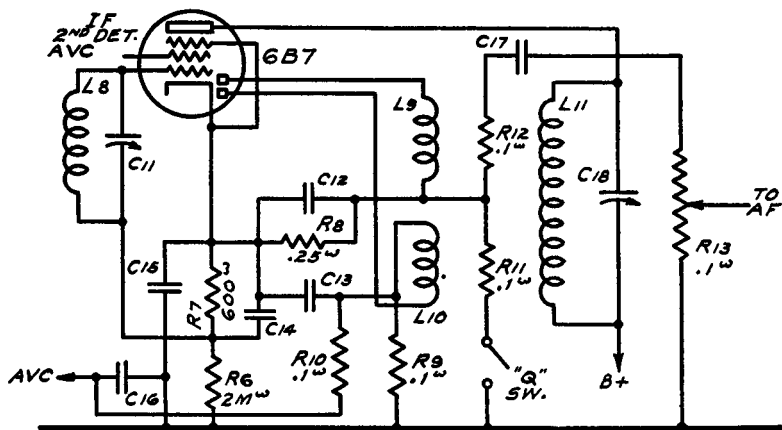 IF
2ND DET.
AVC
6B7
C17
L8
L9
L11
C11
R12
.1ω
C12
C18
TO
AF
R8
.25ω
R13
.1ω
C15
C13
R11
.1ω
R7
600
C14
L10
R10
.1ω
R9
.1ω
"Q"
SW.
B+
AVC
C16
R6
2Mω